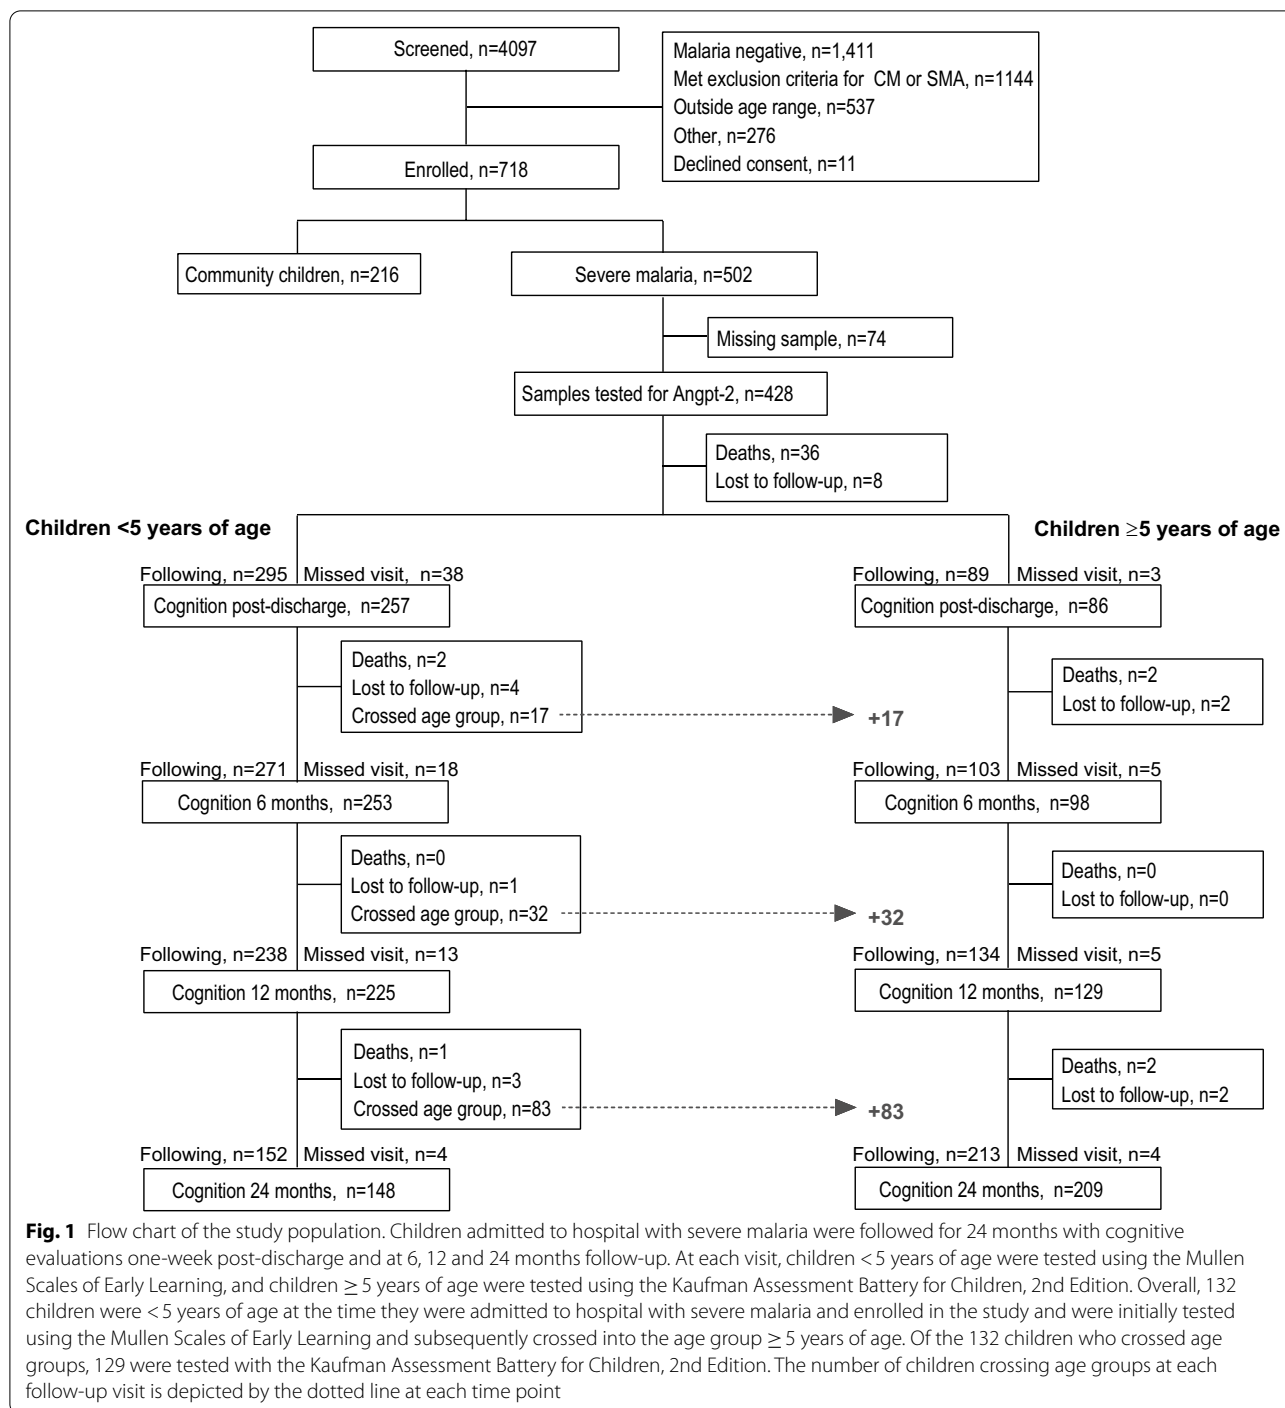 Screened, n=4097
Malaria negative, n=1,411
Met exclusion criteria for CM or SMA, n=1144
Outside age range, n=537
Other, n=276
Declined consent, n=11
Enrolled, n=718
Community children, n=216
Severe malaria, n=502
Missing sample, n=74
Samples tested for Angpt-2, n=428
Deaths, n=36
Lost to follow-up, n=8
Children <5 years of age
Children ≥5 years of age
Following, n=295 Missed visit, n=38
Cognition post-discharge, n=257
Following, n=89 Missed visit, n=3
Cognition post-discharge, n=86
Deaths, n=2
Lost to follow-up, n=4
Crossed age group, n=17
+17
Deaths, n=2
Lost to follow-up, n=2
Following, n=271 Missed visit, n=18
Cognition 6 months, n=253
Following, n=103 Missed visit, n=5
Cognition 6 months, n=98
Deaths, n=0
Lost to follow-up, n=1
Crossed age group, n=32
+32
Deaths, n=0
Lost to follow-up, n=0
Following, n=238 Missed visit, n=13
Cognition 12 months, n=225
Following, n=134 Missed visit, n=5
Cognition 12 months, n=129
Deaths, n=1
Lost to follow-up, n=3
Crossed age group, n=83
+83
Deaths, n=2
Lost to follow-up, n=2
Following, n=152 Missed visit, n=4
Cognition 24 months, n=148
Following, n=213 Missed visit, n=4
Cognition 24 months, n=209
Fig. 1 Flow chart of the study population. Children admitted to hospital with severe malaria were followed for 24 months with cognitive
evaluations one-week post-discharge and at 6, 12 and 24 months follow-up. At each visit, children < 5 years of age were tested using the Mullen
Scales of Early Learning, and children ≥ 5 years of age were tested using the Kaufman Assessment Battery for Children, 2nd Edition. Overall, 132
children were < 5 years of age at the time they were admitted to hospital with severe malaria and enrolled in the study and were initially tested
using the Mullen Scales of Early Learning and subsequently crossed into the age group ≥ 5 years of age. Of the 132 children who crossed age
groups, 129 were tested with the Kaufman Assessment Battery for Children, 2nd Edition. The number of children crossing age groups at each
follow-up visit is depicted by the dotted line at each time point